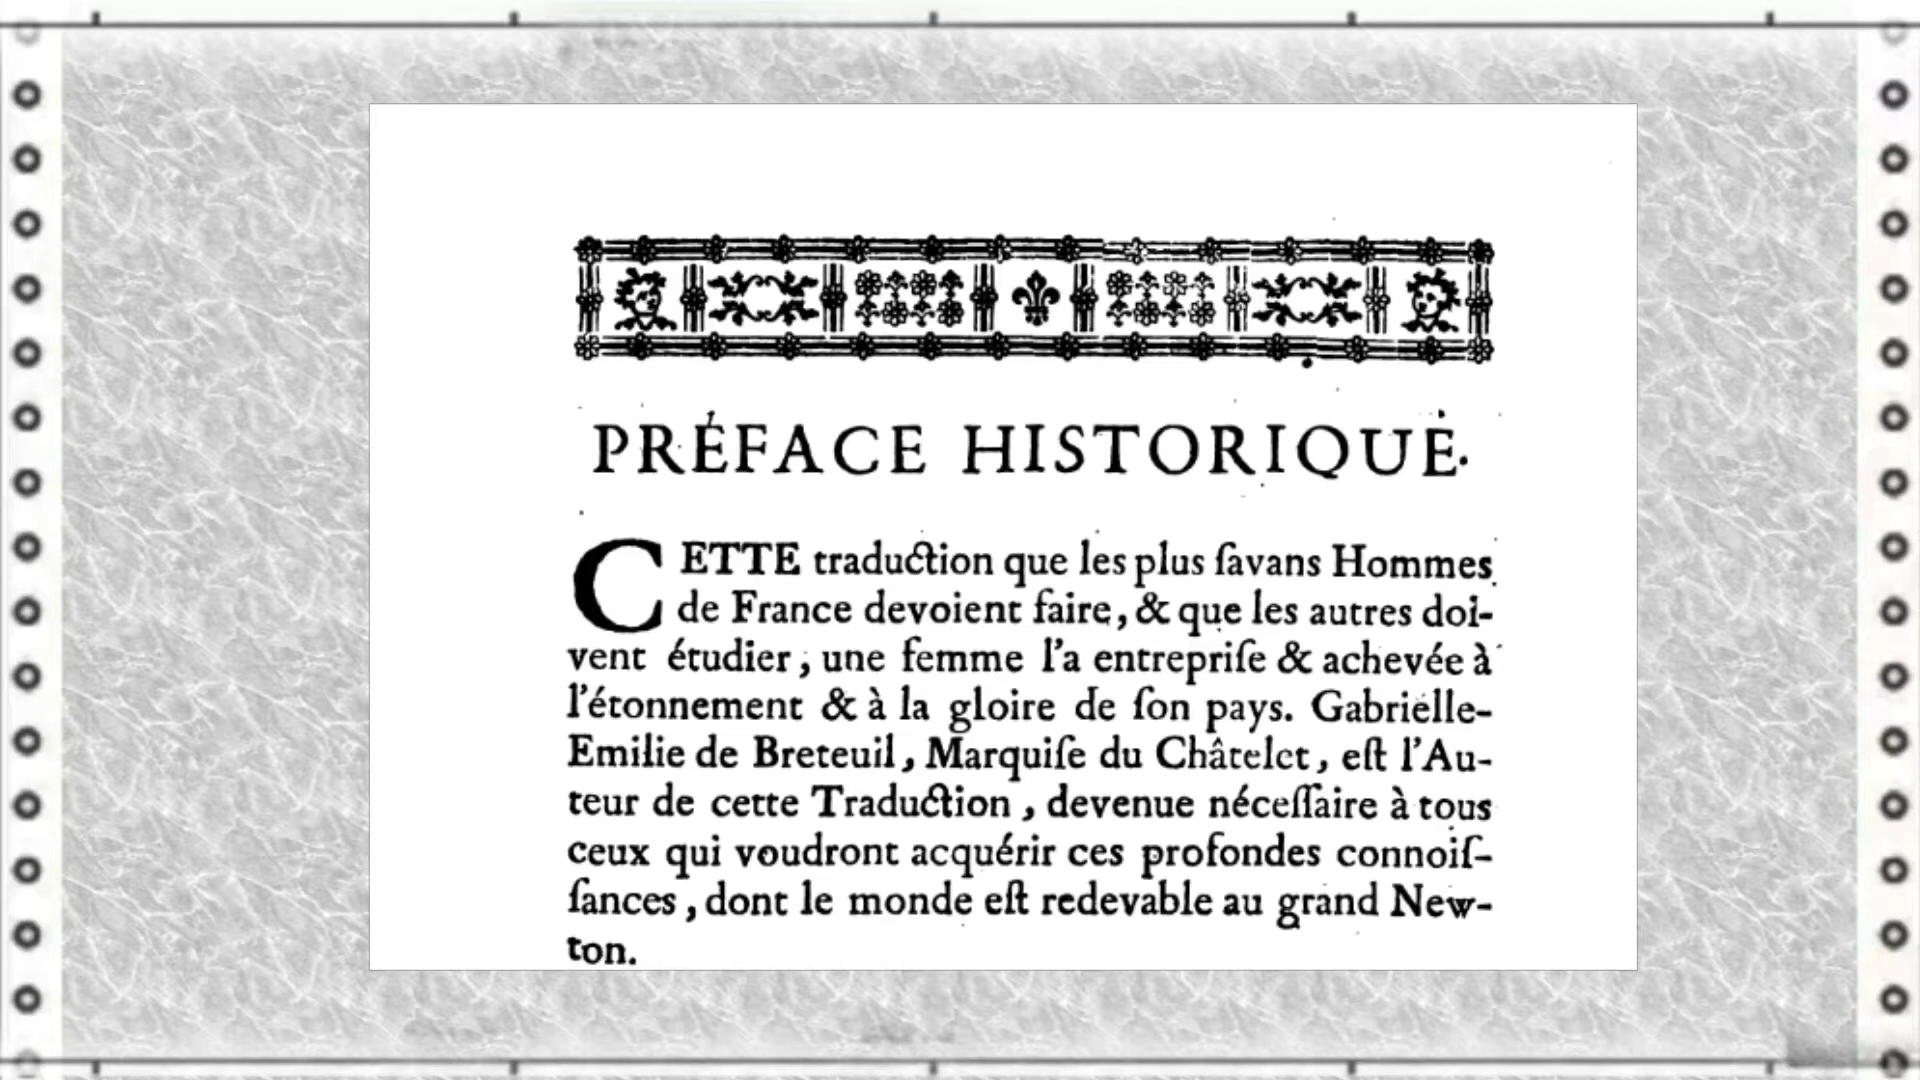 PRÉFACE HISTORIQUE.
CETTE traduction que les plus ſavans Hommes
de France devoient faire, & que les autres doi-
vent étudier, une femme l'a entrepriſe & achevée à
l'étonnement & à la gloire de ſon pays. Gabrielle-
Emilie de Breteuil, Marquiſe du Châtelet, eſt l'Au-
teur de cette Traduction, devenue néceſſaire à tous
ceux qui voudront acquérir ces profondes connoiſ-
ſances, dont le monde eſt redevable au grand New-
ton.